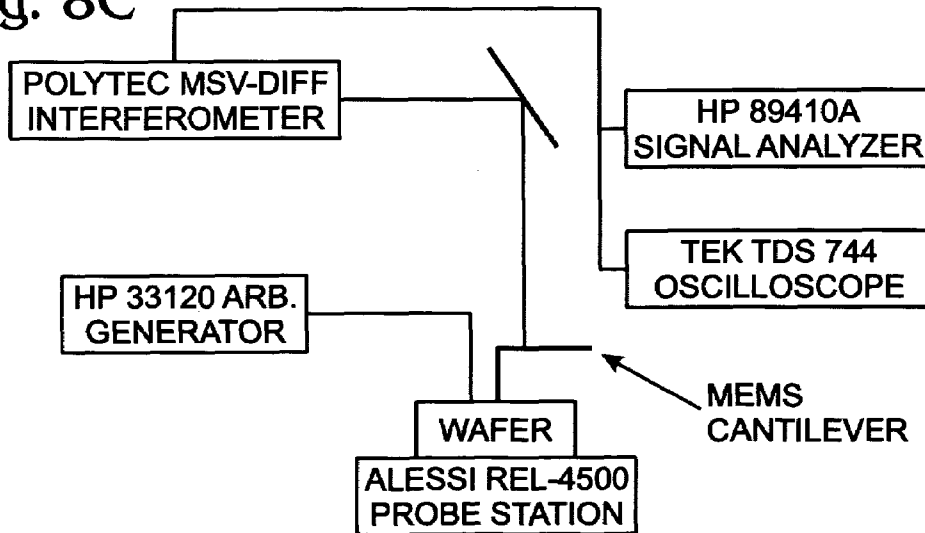 g. 8C
POLYTEC MSV-DIFF
INTERFEROMETER
HP 89410A
SIGNAL ANALYZER
TEK TDS 744
OSCILLOSCOPE
HP 33120 ARB.
GENERATOR
MEMS
CANTILEVER
WAFER
ALESSI REL-4500
PROBE STATION